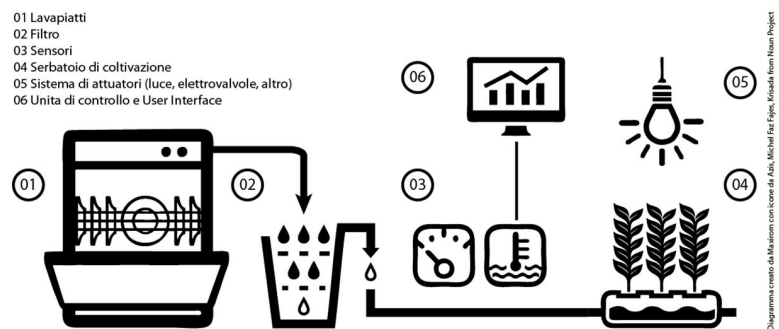 01 Lavapiatti
02 Filtro
03 Sensori
04 Serbatoio di coltivazione
05 Sistema di attuatori (luce, elettrovalvole, altro)
06 Unita di controllo e User Interface
06
05
01
02
03
04
Diagramma creato da Maxirom con icone da Azis, Michel Faz Fajes, Krisada from Noun Project